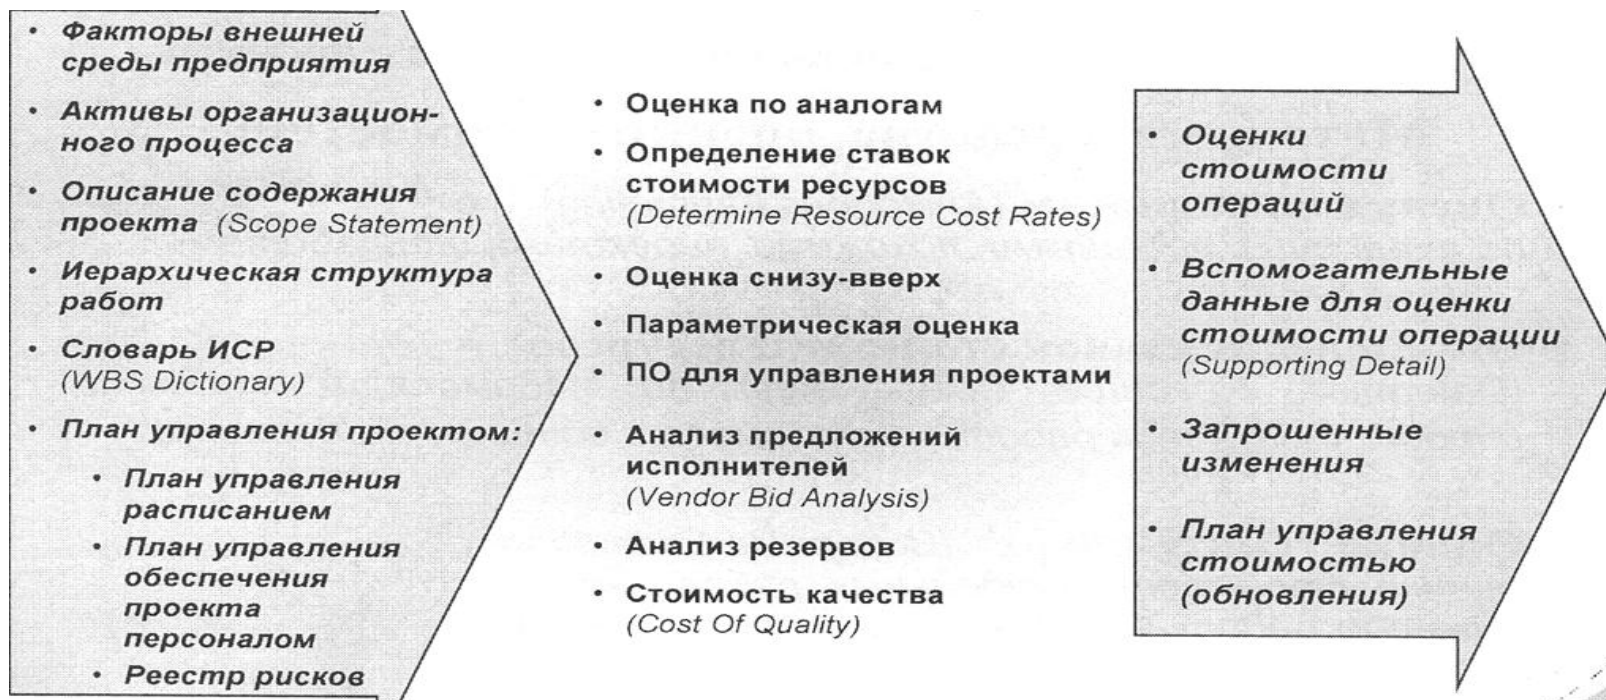 • Факторы внешней
среды предприятия
• Активы организацион-
ного процесса
• Описание содержания
проекта (Scope Statement)
• Иерархическая структура
работ
• Словарь ИСР
(WBS Dictionary)
• План управления проектом:
• План управления
расписанием
• План управления
обеспечения
проекта
персоналом
• Реестр рисков
• Оценка по аналогам
• Определение ставок
стоимости ресурсов
(Determine Resource Cost Rates)
• Оценка снизу-вверх
• Параметрическая оценка
• ПО для управления проектами
• Анализ предложений
исполнителей
(Vendor Bid Analysis)
• Анализ резервов
• Стоимость качества
(Cost Of Quality)
• Оценки
стоимости
операций
• Вспомогательные
данные для оценки
стоимости операции
(Supporting Detail)
• Запрошенные
изменения
• План управления
стоимостью
(обновления)